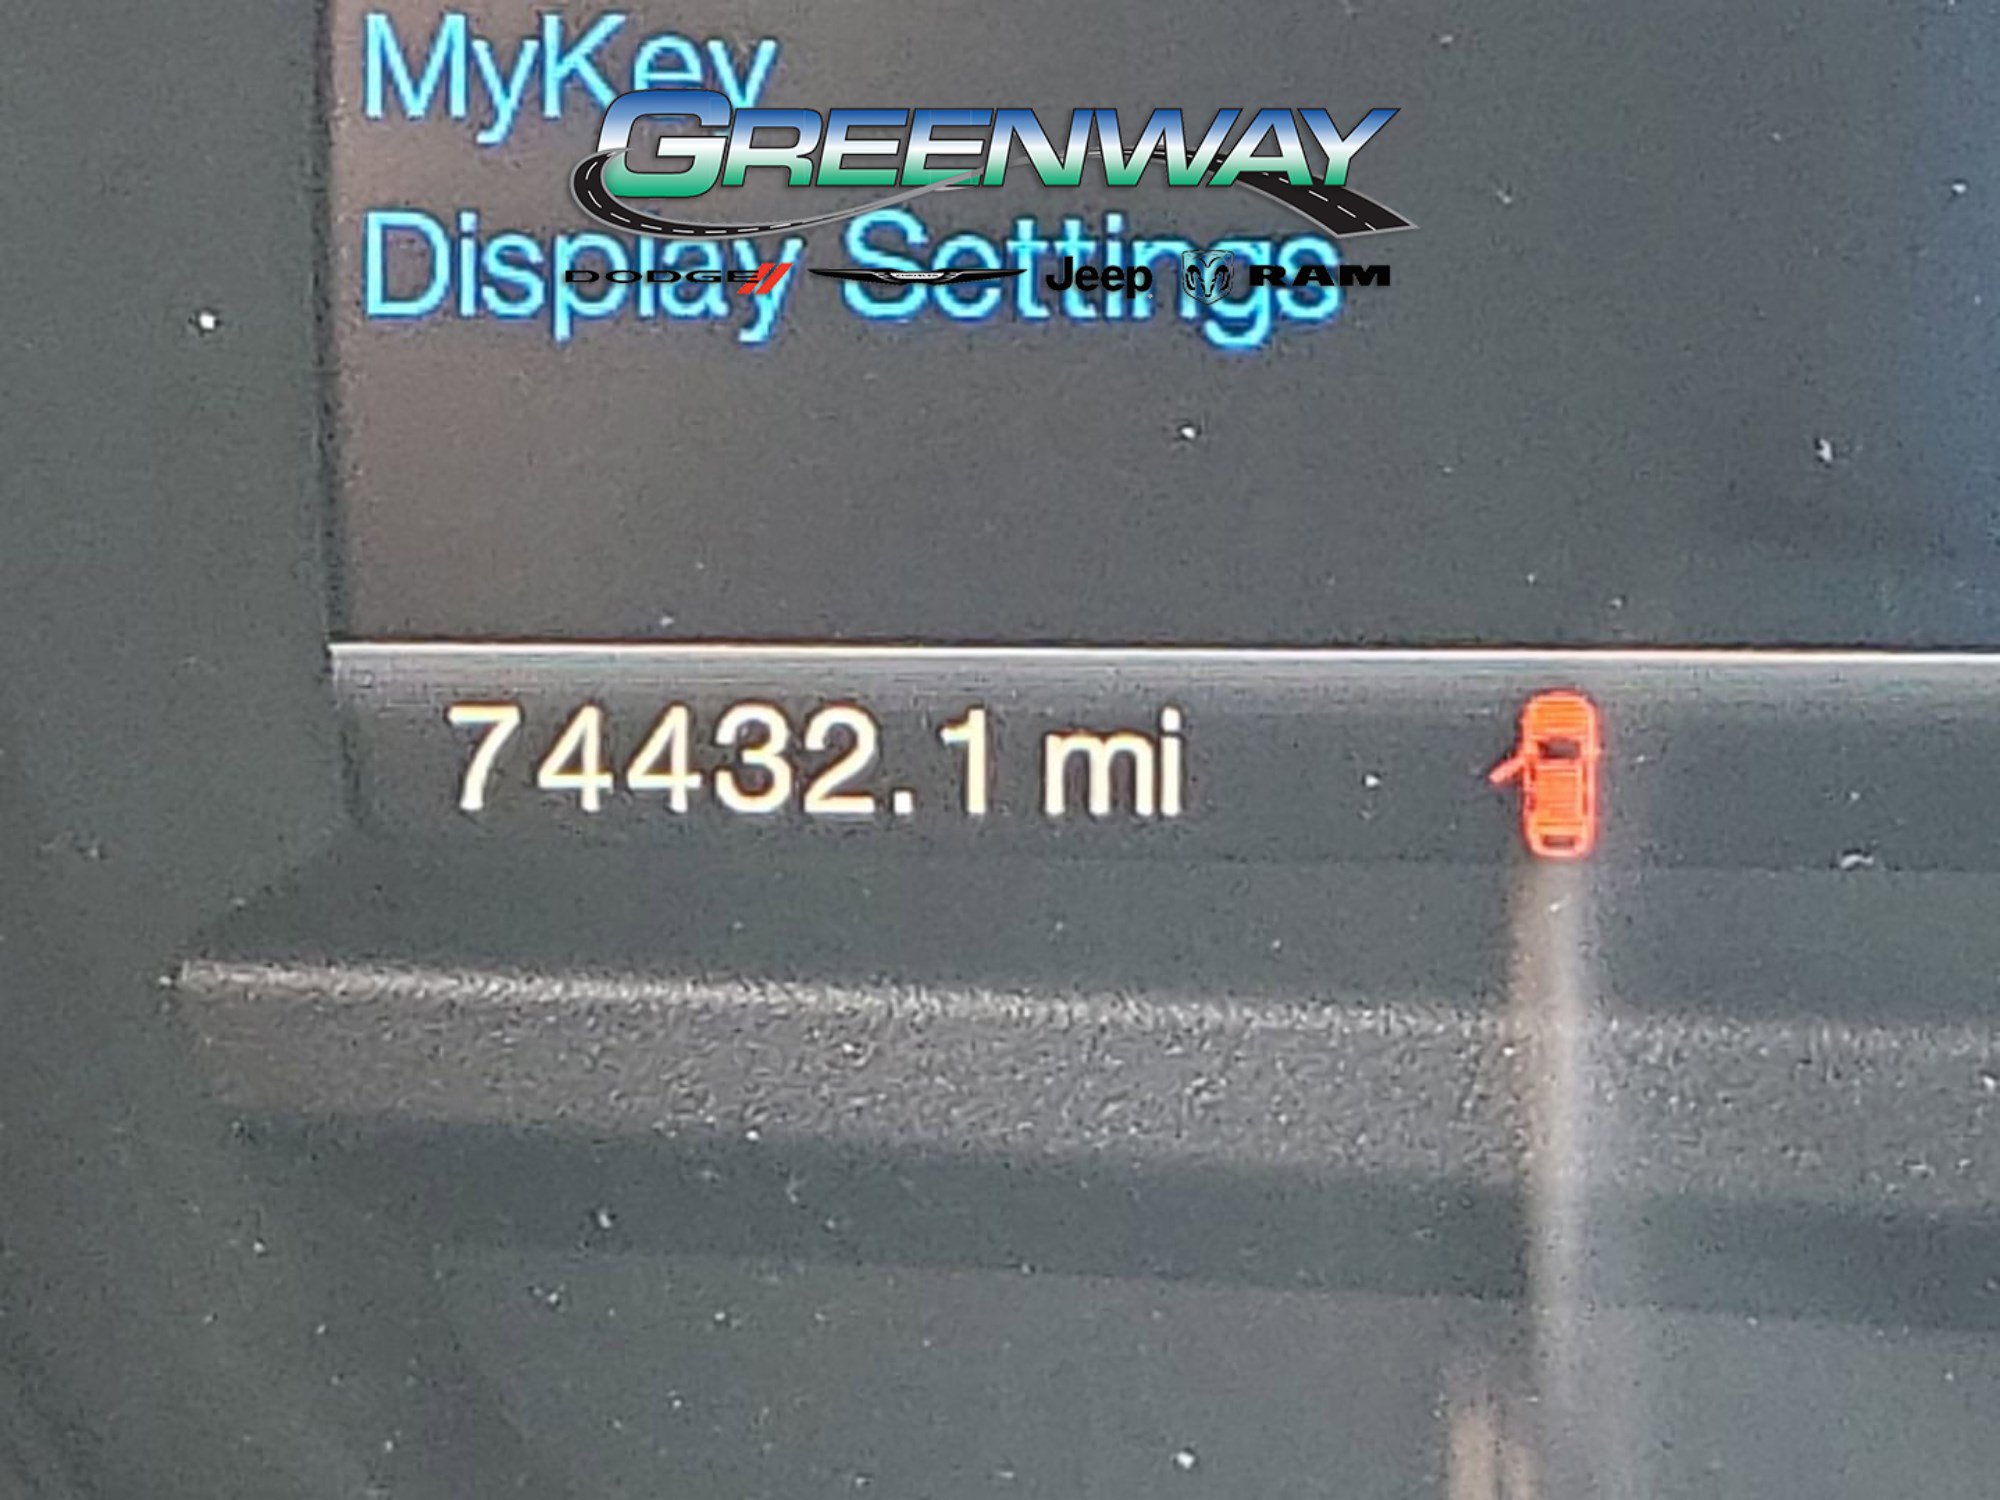 MyKey
GREENWAY
Display Settings
DODGE Jeep RAM
74432.1 mi